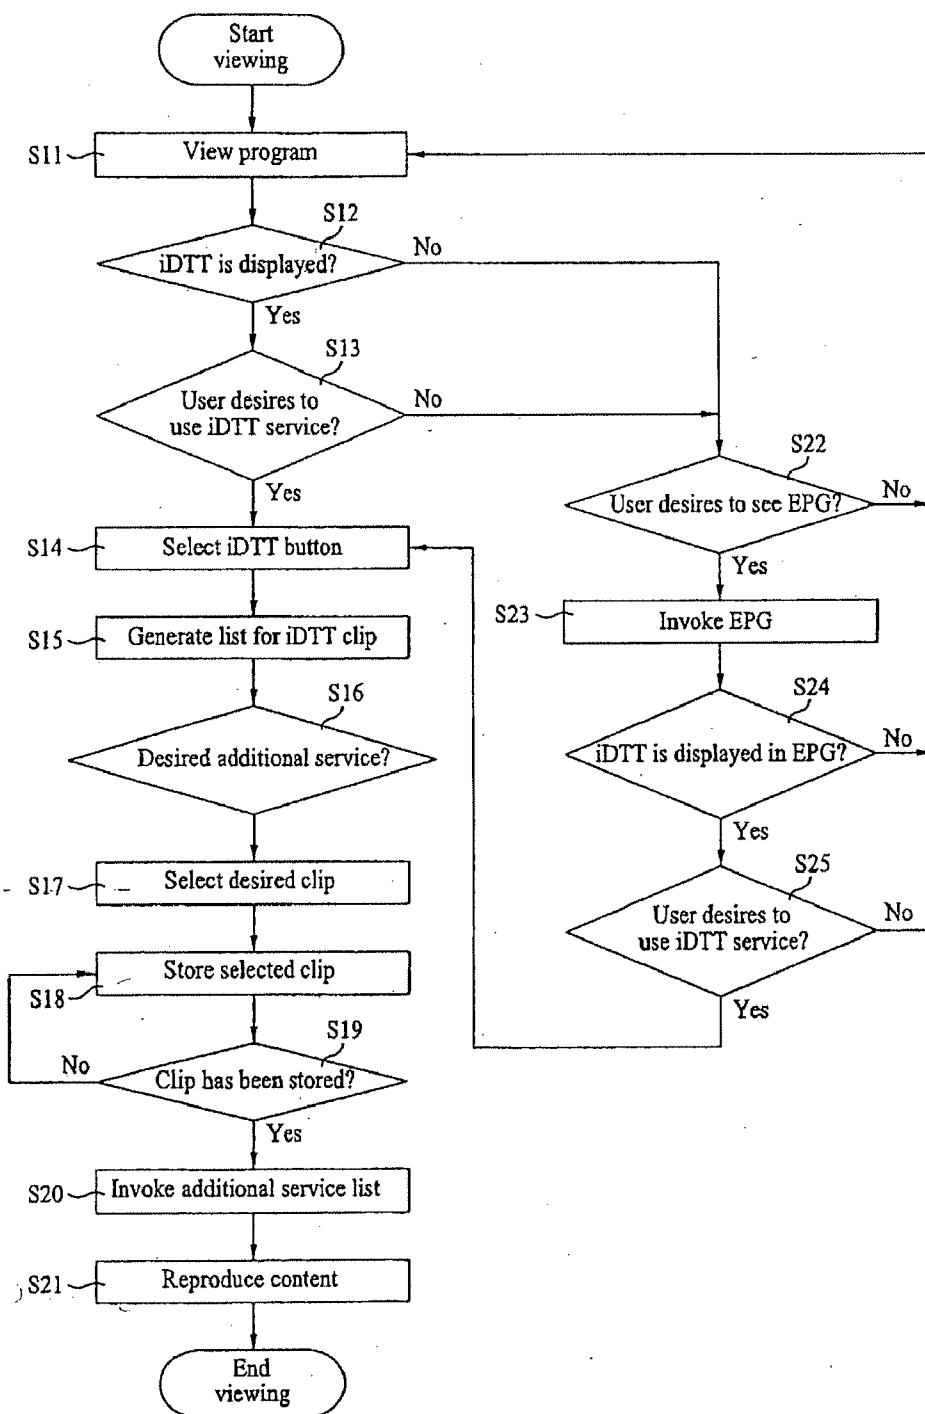 Start
viewing
S11
View program
S12
iDTT is displayed?
No
Yes
S13
User desires to
use iDTT service?
No
Yes
S22
User desires to see EPG?
No
Yes
S14
Select iDTT button
S23
Invoke EPG
S15
Generate list for iDTT clip
S16
Desired additional service?
S24
iDTT is displayed in EPG?
No
Yes
S17
Select desired clip
S25
User desires to
use iDTT service?
No
Yes
S18
Store selected clip
S19
Clip has been stored?
No
Yes
S20
Invoke additional service list
S21
Reproduce content
End
viewing